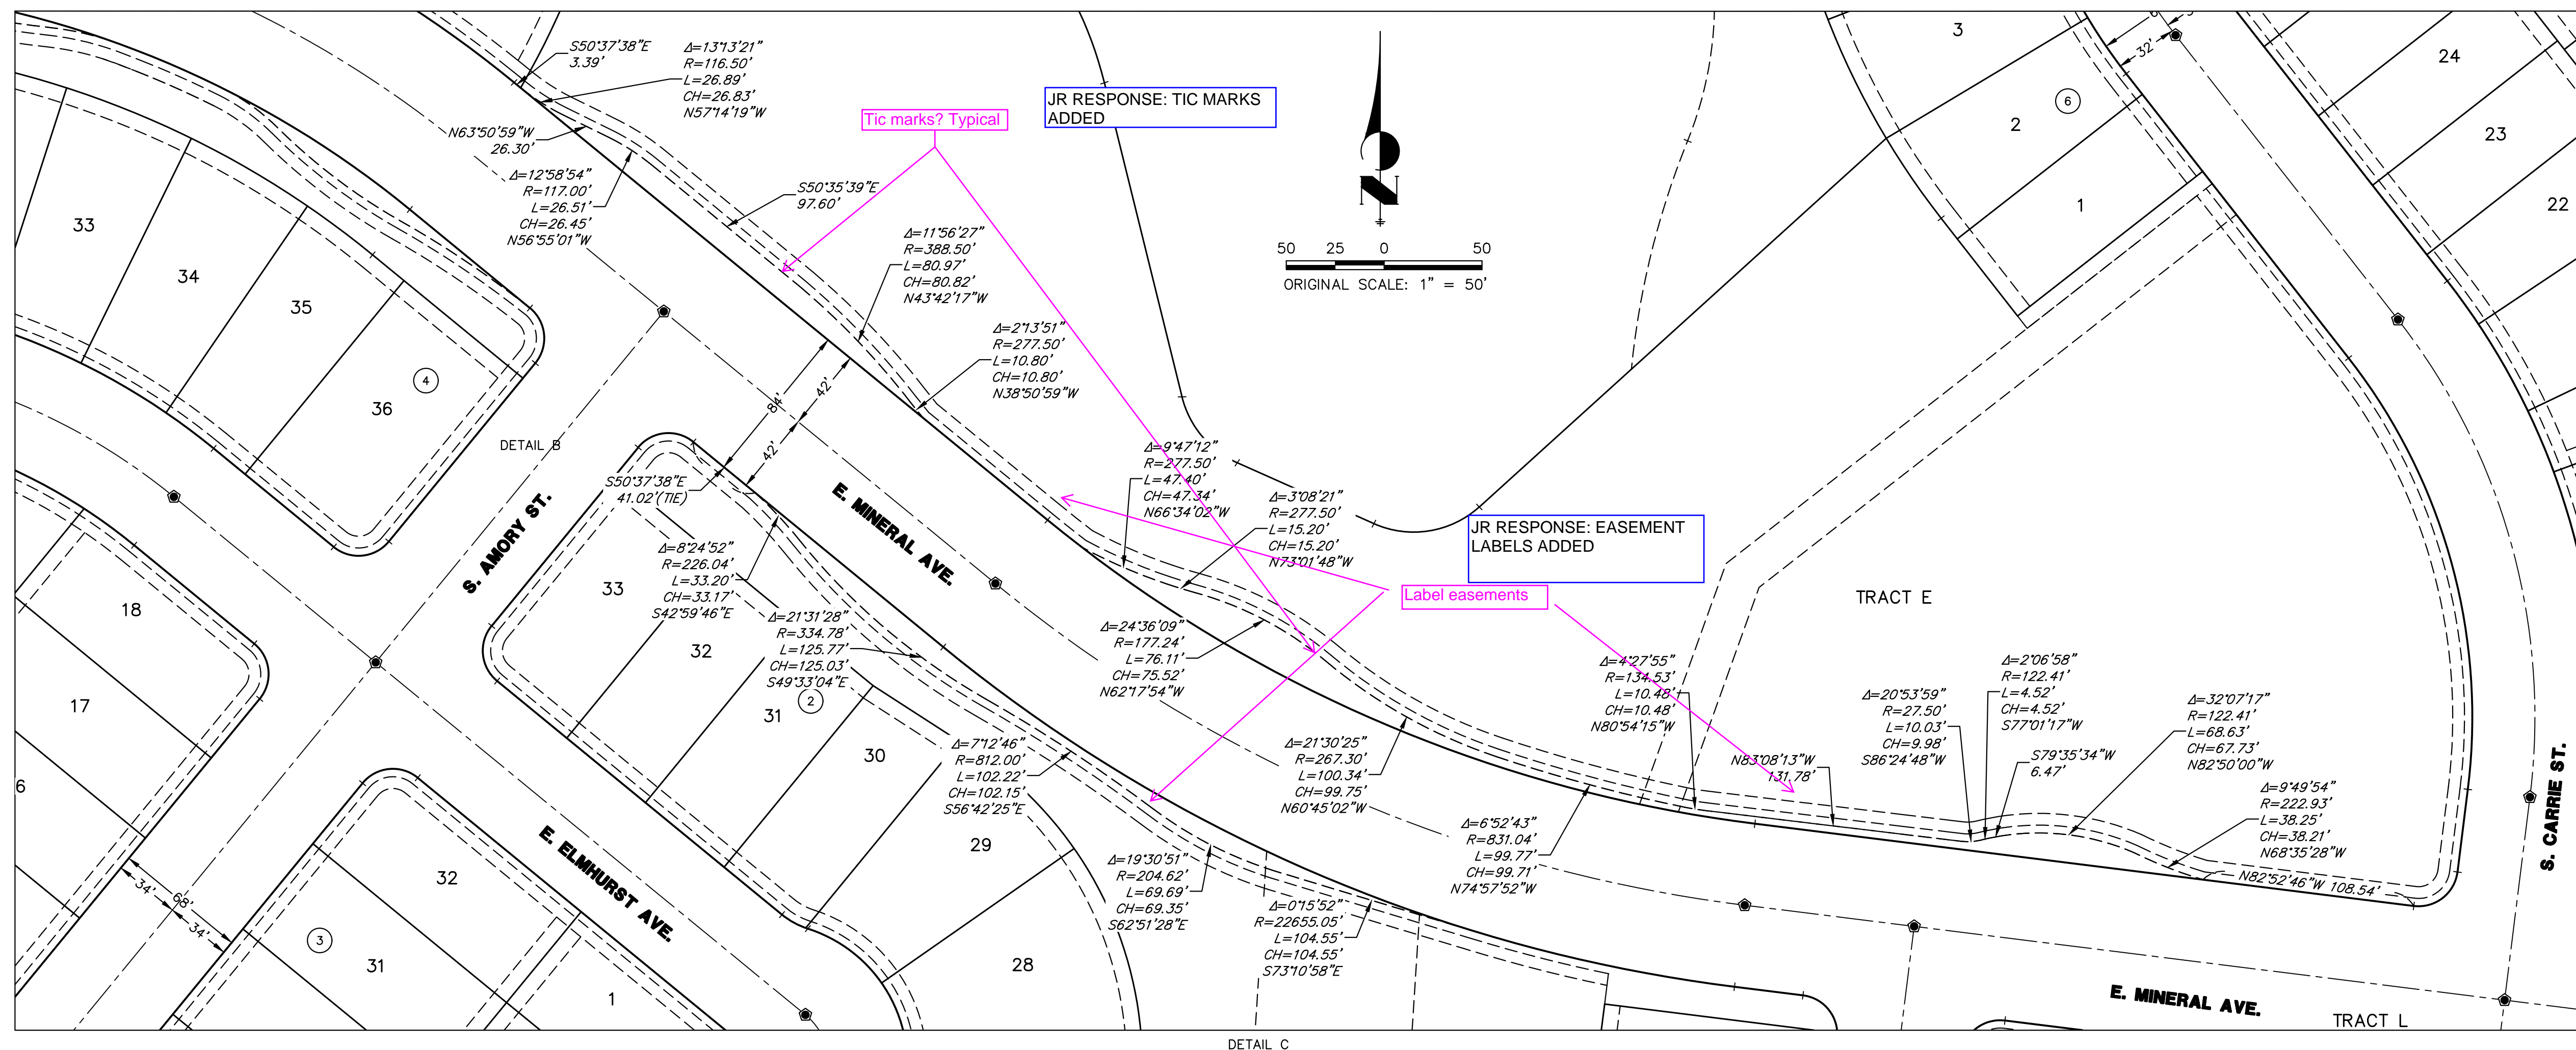 S50°37'38"E
3.39'
Δ=13°13'21"
R=116.50'
L=26.89'
CH=26.83'
N57°14'19"W
N63°50'59"W
26.30'
Δ=12°58'54"
R=117.00'
L=26.51'
CH=26.45'
N56°55'01"W
Tic marks? Typical
JR RESPONSE: TIC MARKS
ADDED
S50°35'39"E
97.60'
Δ=11°56'27"
R=388.50'
L=80.97'
CH=80.82'
N43°42'17"W
Δ=2°13'51"
R=277.50'
L=10.80'
CH=10.80'
N38°50'59"W
N
50 25 0 50
ORIGINAL SCALE: 1" = 50'
3
2
6
1
32'
24
23
22
33
34
35
36
4
DETAIL B
84'
42'
42'
S50°37'38"E
41.02'(TIE)
S. AMORY ST.
E. MINERAL AVE.
Δ=9°47'12"
R=277.50'
L=47.40'
CH=47.34'
N66°34'02"W
Δ=3°08'21"
R=277.50'
L=15.20'
CH=15.20'
N73°01'48"W
JR RESPONSE: EASEMENT
LABELS ADDED
Label easements
TRACT E
Δ=8°24'52"
R=226.04'
L=33.20'
CH=33.17'
S42°59'46"E
Δ=21°31'28"
R=334.78'
L=125.77'
CH=125.03'
S49°33'04"E
33
32
31
2
30
29
28
18
17
6
Δ=24°36'09"
R=177.24'
L=76.11'
CH=75.52'
N62°17'54"W
Δ=7°12'46"
R=812.00'
L=102.22'
CH=102.15'
S56°42'25"E
Δ=21°30'25"
R=267.30'
L=100.34'
CH=99.75'
N60°45'02"W
Δ=4°27'55"
R=134.53'
L=10.48'
CH=10.48'
N80°54'15"W
N83°08'13"W
131.78'
Δ=20°53'59"
R=27.50'
L=10.03'
CH=9.98'
S86°24'48"W
Δ=2°06'58"
R=122.41'
L=4.52'
CH=4.52'
S77°01'17"W
S79°35'34"W
6.47'
Δ=32°07'17"
R=122.41'
L=68.63'
CH=67.73'
N82°50'00"W
Δ=9°49'54"
R=222.93'
L=38.25'
CH=38.21'
N68°35'28"W
N82°52'46"W 108.54'
S. CARRIE ST.
Δ=6°52'43"
R=831.04'
L=99.77'
CH=99.71'
N74°57'52"W
Δ=19°30'51"
R=204.62'
L=69.69'
CH=69.35'
S62°51'28"E
Δ=0°15'52"
R=22655.05'
L=104.55'
CH=104.55'
S73°10'58"E
E. ELMHURST AVE.
34'
68'
34'
32
31
3
1
E. MINERAL AVE.
TRACT L
DETAIL C